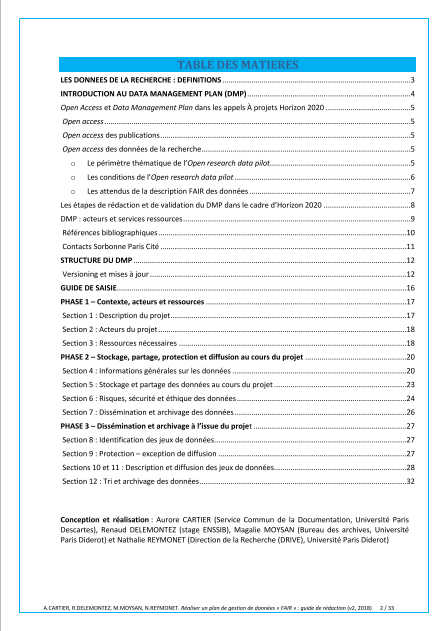 TABLE DES MATIERES
LES DONNEES DE LA RECHERCHE : DEFINITIONS ... 3
INTRODUCTION AU DATA MANAGEMENT PLAN (DMP) ... 4
Open Access et Data Management Plan dans les appels À projets Horizon 2020 ... 5
Open access ... 5
Open access des publications ... 5
Open access des données de la recherche ... 5
o Le périmètre thématique de l'Open research data pilot ... 5
o Les conditions de l'Open research data pilot ... 6
o Les attendus de la description FAIR des données ... 7
Les étapes de rédaction et de validation du DMP dans le cadre d'Horizon 2020 ... 8
DMP : acteurs et services ressources ... 9
Références bibliographiques ... 10
Contacts Sorbonne Paris Cité ... 11
STRUCTURE DU DMP ... 12
Versioning et mises à jour ... 12
GUIDE DE SAISIE ... 16
PHASE 1 – Contexte, acteurs et ressources ... 17
Section 1 : Description du projet ... 17
Section 2 : Acteurs du projet ... 18
Section 3 : Ressources nécessaires ... 18
PHASE 2 – Stockage, partage, protection et diffusion au cours du projet ... 20
Section 4 : Informations générales sur les données ... 20
Section 5 : Stockage et partage des données au cours du projet ... 23
Section 6 : Risques, sécurité et éthique des données ... 24
Section 7 : Dissémination et archivage des données ... 26
PHASE 3 – Dissémination et archivage à l'issue du projet ... 27
Section 8 : Identification des jeux de données ... 27
Section 9 : Protection – exception de diffusion ... 27
Sections 10 et 11 : Description et diffusion des jeux de données ... 28
Section 12 : Tri et archivage des données ... 32
Conception et réalisation : Aurore CARTIER (Service Commun de la Documentation, Université Paris
Descartes), Renaud DELEMONTEZ (stage ENSSIB), Magalie MOYSAN (Bureau des archives, Université
Paris Diderot) et Nathalie REYMONET (Direction de la Recherche (DRIVE), Université Paris Diderot)
A.CARTIER, R.DELEMONTEZ, M.MOYSAN, N.REYMONET. Réaliser un plan de gestion de données « FAIR » : guide de rédaction (v2, 2018) 2 / 33